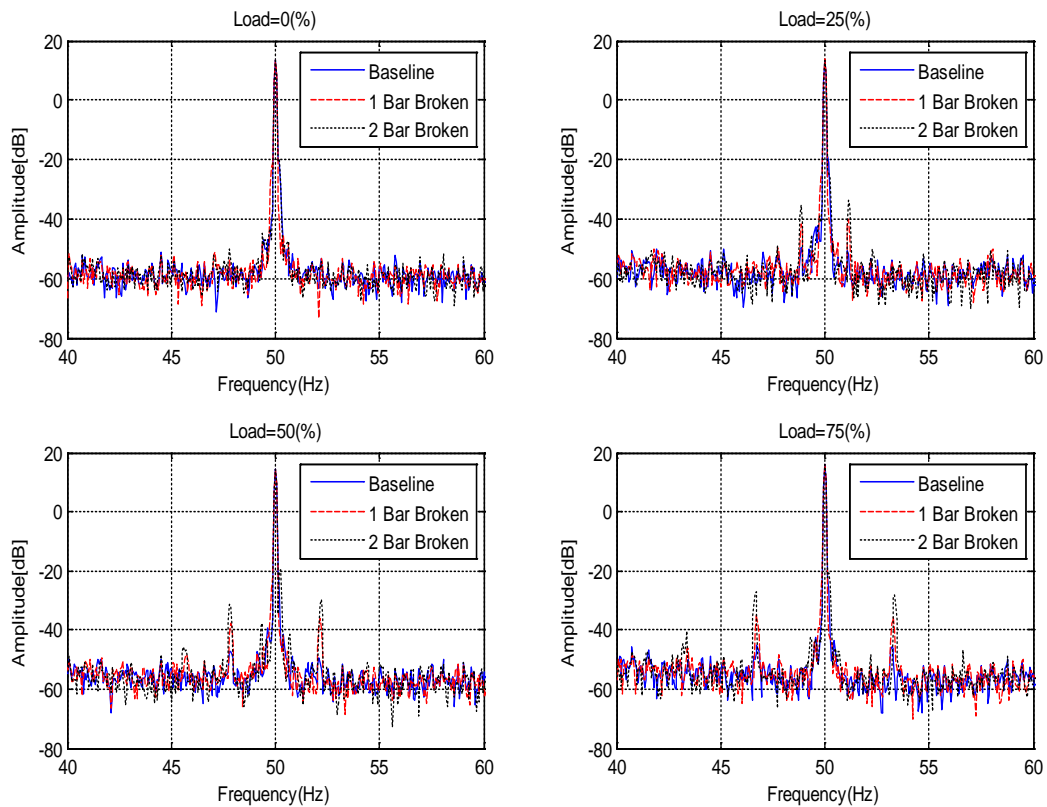 Load=0(%)
20
0
-20
-40
-60
-80
40
45
50
55
60
Amplitude[dB]
Frequency(Hz)
Baseline
1 Bar Broken
2 Bar Broken
Load=25(%)
20
0
-20
-40
-60
-80
40
45
50
55
60
Amplitude[dB]
Frequency(Hz)
Baseline
1 Bar Broken
2 Bar Broken
Load=50(%)
20
0
-20
-40
-60
-80
40
45
50
55
60
Amplitude[dB]
Frequency(Hz)
Baseline
1 Bar Broken
2 Bar Broken
Load=75(%)
20
0
-20
-40
-60
-80
40
45
50
55
60
Amplitude[dB]
Frequency(Hz)
Baseline
1 Bar Broken
2 Bar Broken